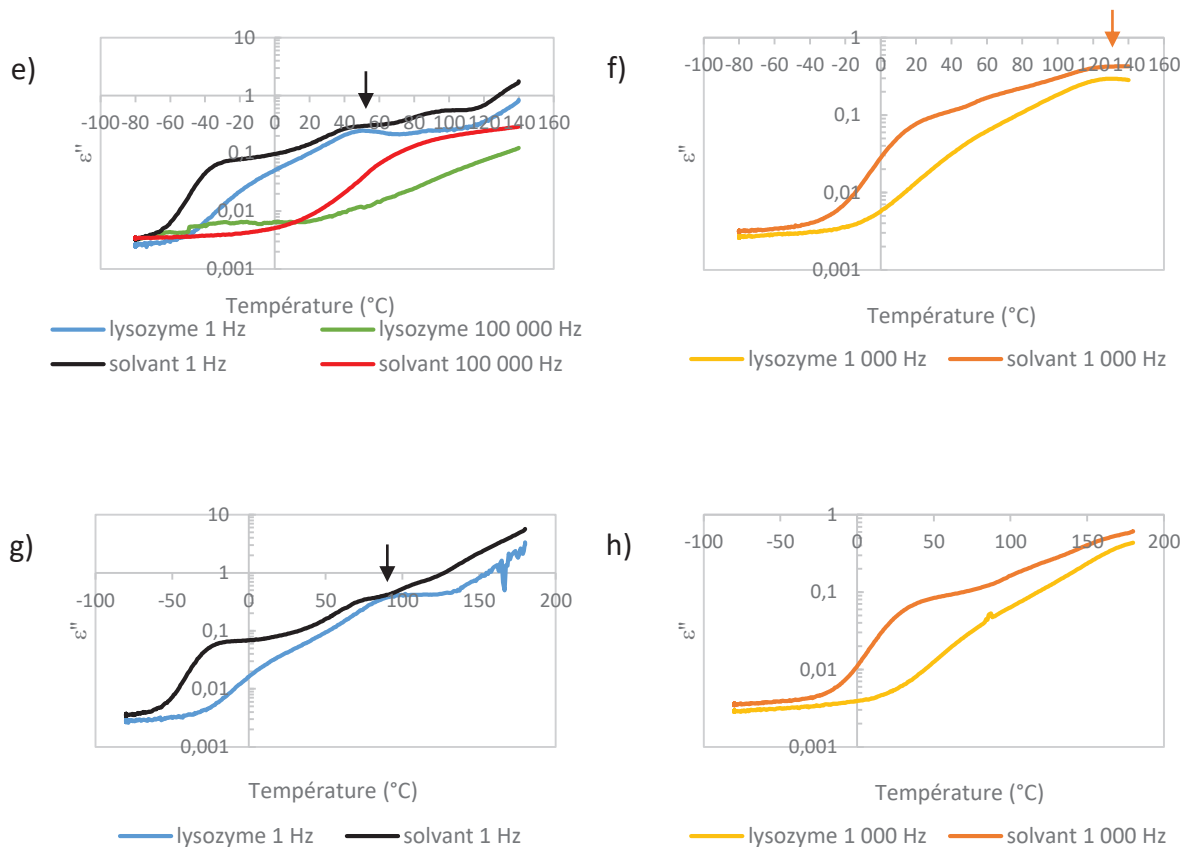 e)
10
1
0,1
0,01
0,001
-100 -80 -60 -40 -20 0 20 40 60 80 100 120 140 160
ε"
Température (°C)
lysozyme 1 Hz lysozyme 100 000 Hz
solvant 1 Hz solvant 100 000 Hz
f)
1
-100 -80 -60 -40 -20 0 20 40 60 80 100 120 140 160
0,1
0,01
0,001
ε"
Température (°C)
lysozyme 1 000 Hz solvant 1 000 Hz
g)
10
1
0,1
0,01
0,001
-100 -50 0 50 100 150 200
ε"
Température (°C)
lysozyme 1 Hz solvant 1 Hz
h)
1
-100 -50 0 50 100 150 200
0,1
0,01
0,001
ε"
Température (°C)
lysozyme 1 000 Hz solvant 1 000 Hz